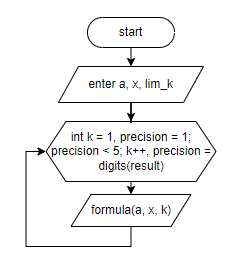 start
enter a, x, lim_k
int k = 1, precision = 1;
precision < 5; k++, precision =
digits(result)
formula(a, x, k)